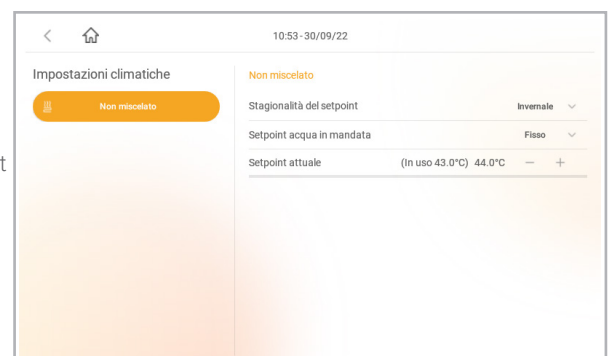 10:53 - 30/09/22
Impostazioni climatiche
Non miscelato
Non miscelato
Stagionalità del setpoint
Invernale
Setpoint acqua in mandata
Fisso
Setpoint attuale
(In uso 43.0°C) 44.0°C − +
t